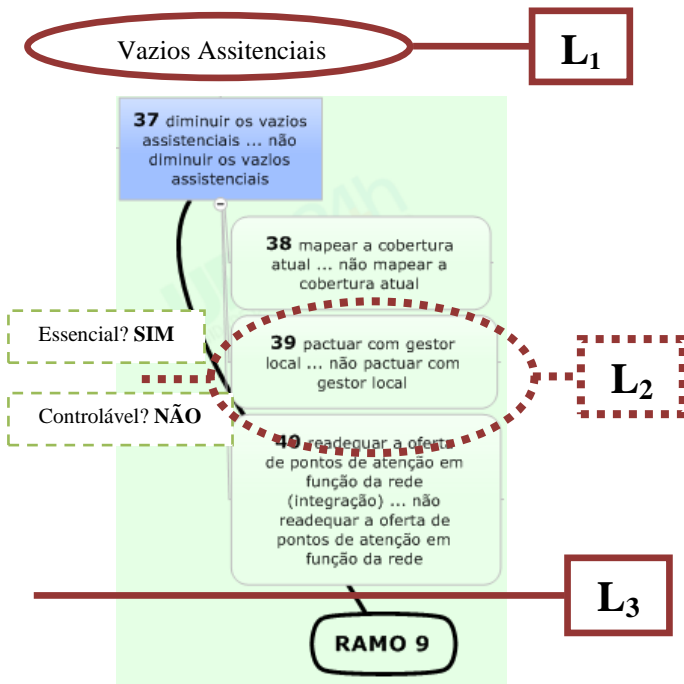 Vazios Assitenciais
L1
37 diminuir os vazios
assistenciais ... não
diminuir os vazios
assistenciais
38 mapear a cobertura
atual ... não mapear a
cobertura atual
Essencial? SIM
39 pactuar com gestor
local ... não pactuar com
gestor local
L2
Controlável? NÃO
40 readequar a oferta
de pontos de atenção em
função da rede
(integração) ... não
readequar a oferta de
pontos de atenção em
função da rede
L3
RAMO 9